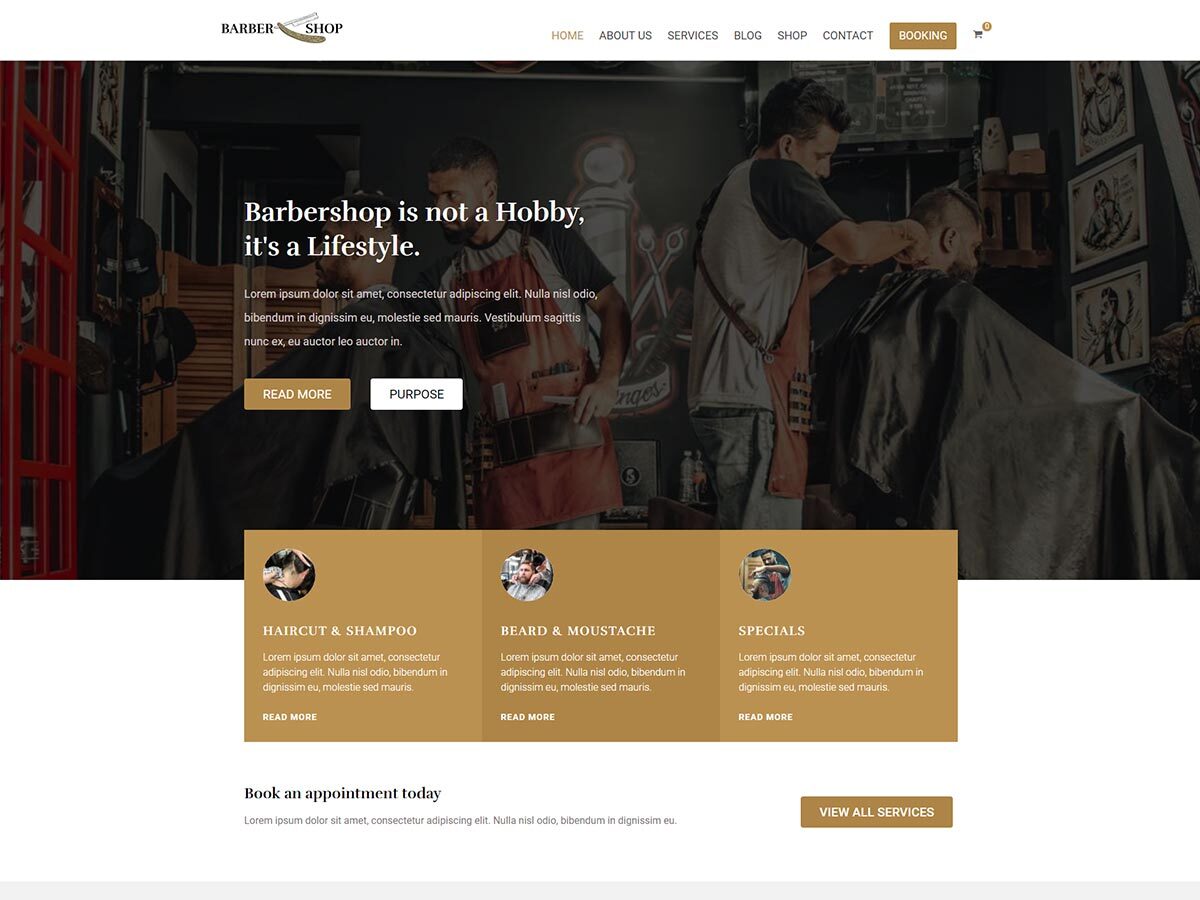 BARBER SHOP
HOME ABOUT US SERVICES BLOG SHOP CONTACT BOOKING 0
Barbershop is not a Hobby,
it's a Lifestyle.
Lorem ipsum dolor sit amet, consectetur adipiscing elit. Nulla nisl odio,
bibendum in dignissim eu, molestie sed mauris. Vestibulum sagittis
nunc ex, eu auctor leo auctor in.
READ MORE PURPOSE
HAIRCUT & SHAMPOO
Lorem ipsum dolor sit amet, consectetur
adipiscing elit. Nulla nisl odio, bibendum in
dignissim eu, molestie sed mauris.
READ MORE
BEARD & MOUSTACHE
Lorem ipsum dolor sit amet, consectetur
adipiscing elit. Nulla nisl odio, bibendum in
dignissim eu, molestie sed mauris.
READ MORE
SPECIALS
Lorem ipsum dolor sit amet, consectetur
adipiscing elit. Nulla nisl odio, bibendum in
dignissim eu, molestie sed mauris.
READ MORE
Book an appointment today
Lorem ipsum dolor sit amet, consectetur adipiscing elit. Nulla nisl odio, bibendum in dignissim eu.
VIEW ALL SERVICES